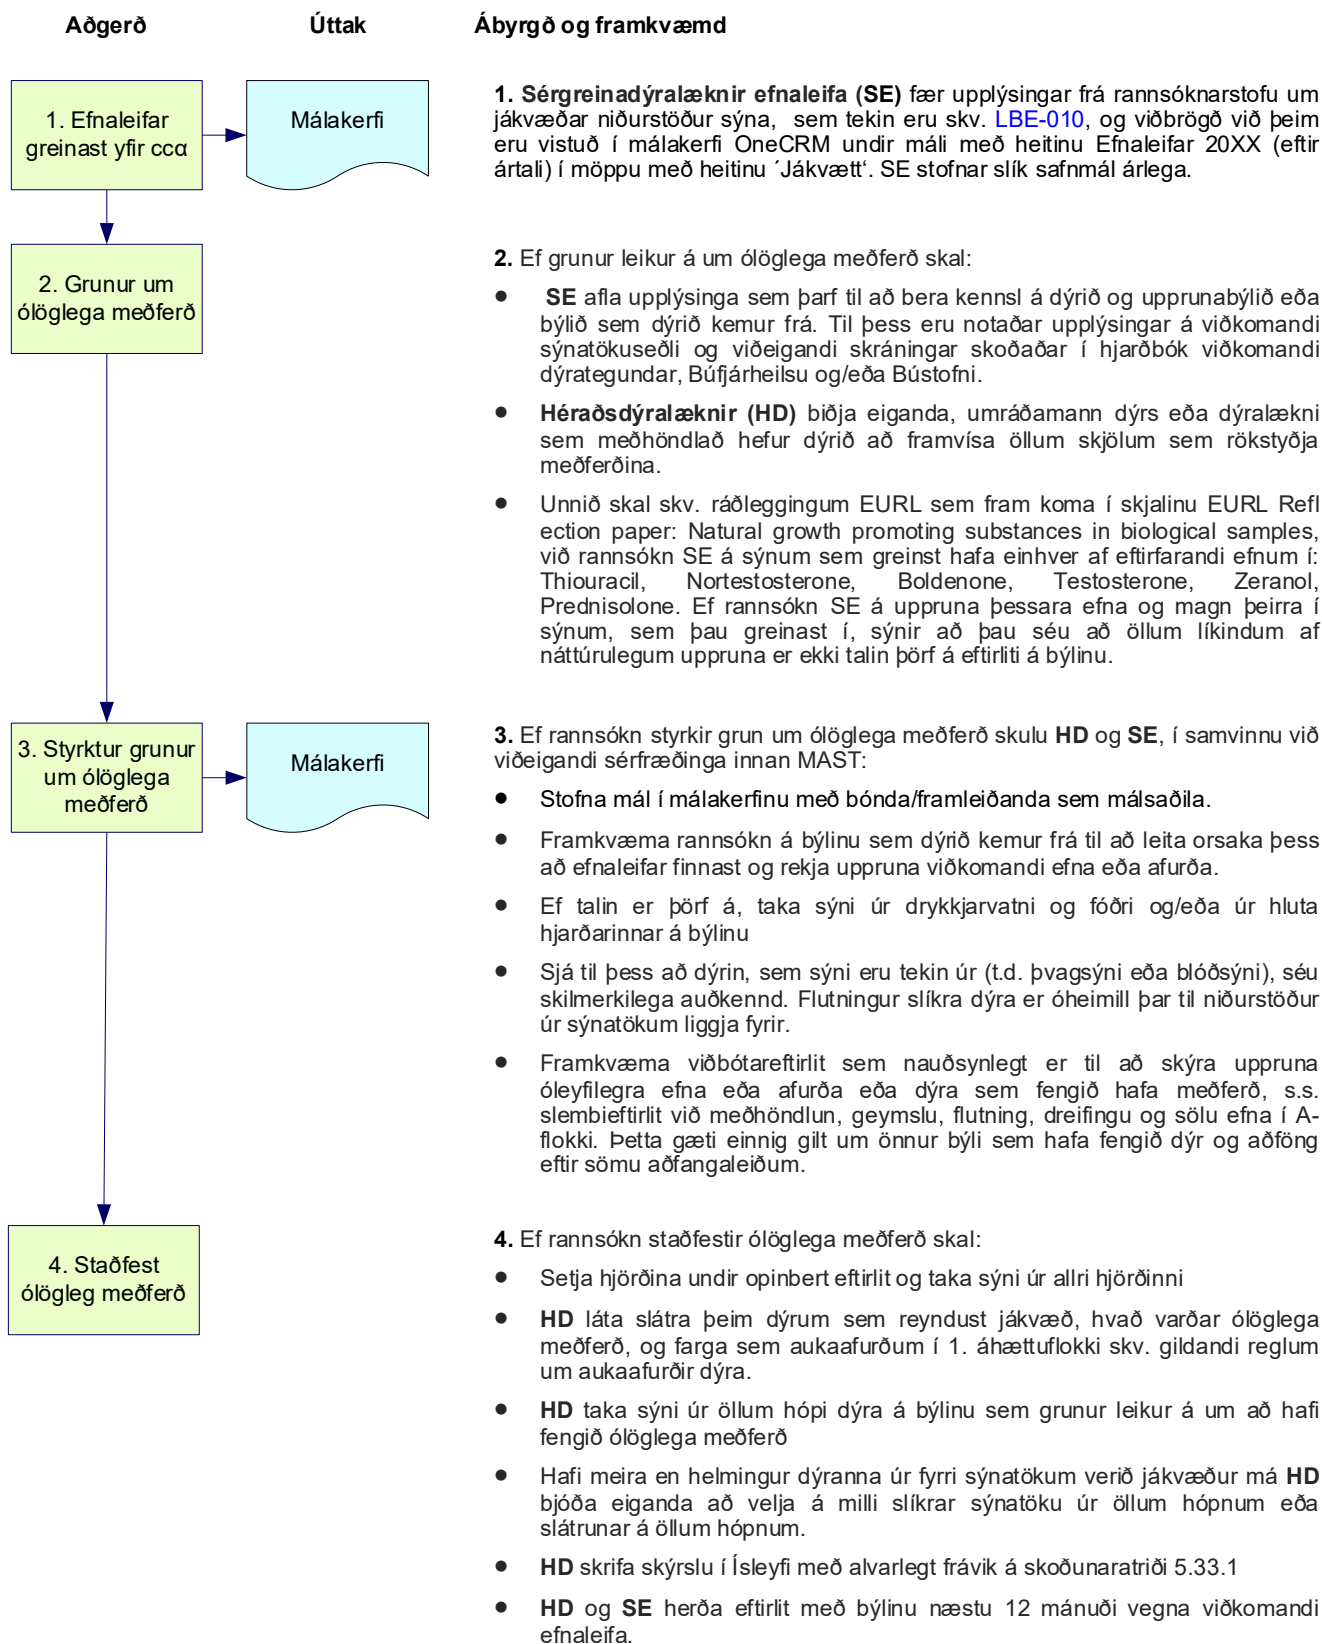 Aðgerð Úttak Ábyrgð og framkvæmd
1. Efnaleifar
greinast yfir ccα
Málakerfi
1. Sérgreinadýralæknir efnaleifa (SE) fær upplýsingar frá rannsóknarstofu um
jákvæðar niðurstöður sýna, sem tekin eru skv. LBE-010, og viðbrögð við þeim
eru vistuð í málakerfi OneCRM undir máli með heitinu Efnaleifar 20XX (eftir
ártali) í möppu með heitinu ´Jákvætt‘. SE stofnar slík safnmál árlega.
2. Grunur um
ólöglega meðferð
2. Ef grunur leikur á um ólöglega meðferð skal:
● SE afla upplýsinga sem þarf til að bera kennsl á dýrið og upprunabýlið eða
býlið sem dýrið kemur frá. Til þess eru notaðar upplýsingar á viðkomandi
sýnatökuseðli og viðeigandi skráningar skoðaðar í hjarðbók viðkomandi
dýrategundar, Búfjárheilsu og/eða Bústofni.
● Héraðsdýralæknir (HD) biðja eiganda, umráðamann dýrs eða dýralækni
sem meðhöndlað hefur dýrið að framvísa öllum skjölum sem rökstyðja
meðferðina.
● Unnið skal skv. ráðleggingum EURL sem fram koma í skjalinu EURL Refl
ection paper: Natural growth promoting substances in biological samples,
við rannsókn SE á sýnum sem greinst hafa einhver af eftirfarandi efnum í:
Thiouracil, Nortestosterone, Boldenone, Testosterone, Zeranol,
Prednisolone. Ef rannsókn SE á uppruna þessara efna og magn þeirra í
sýnum, sem þau greinast í, sýnir að þau séu að öllum líkindum af
náttúrulegum uppruna er ekki talin þörf á eftirliti á býlinu.
3. Styrktur grunur
um ólöglega
meðferð
Málakerfi
3. Ef rannsókn styrkir grun um ólöglega meðferð skulu HD og SE, í samvinnu við
viðeigandi sérfræðinga innan MAST:
● Stofna mál í málakerfinu með bónda/framleiðanda sem málsaðila.
● Framkvæma rannsókn á býlinu sem dýrið kemur frá til að leita orsaka þess
að efnaleifar finnast og rekja uppruna viðkomandi efna eða afurða.
● Ef talin er þörf á, taka sýni úr drykkjarvatni og fóðri og/eða úr hluta
hjarðarinnar á býlinu
● Sjá til þess að dýrin, sem sýni eru tekin úr (t.d. þvagsýni eða blóðsýni), séu
skilmerkilega auðkennd. Flutningur slíkra dýra er óheimill þar til niðurstöður
úr sýnatökum liggja fyrir.
● Framkvæma viðbótareftirlit sem nauðsynlegt er til að skýra uppruna
óleyfilegra efna eða afurða eða dýra sem fengið hafa meðferð, s.s.
slembieftirlit við meðhöndlun, geymslu, flutning, dreifingu og sölu efna í A-
flokki. Þetta gæti einnig gilt um önnur býli sem hafa fengið dýr og aðföng
eftir sömu aðfangaleiðum.
4. Staðfest
ólögleg meðferð
4. Ef rannsókn staðfestir ólöglega meðferð skal:
● Setja hjörðina undir opinbert eftirlit og taka sýni úr allri hjörðinni
● HD láta slátra þeim dýrum sem reyndust jákvæð, hvað varðar ólöglega
meðferð, og farga sem aukaafurðum í 1. áhættuflokki skv. gildandi reglum
um aukaafurðir dýra.
● HD taka sýni úr öllum hópi dýra á býlinu sem grunur leikur á um að hafi
fengið ólöglega meðferð
● Hafi meira en helmingur dýranna úr fyrri sýnatökum verið jákvæður má HD
bjóða eiganda að velja á milli slíkrar sýnatöku úr öllum hópnum eða
slátrunar á öllum hópnum.
● HD skrifa skýrslu í Ísleyfi með alvarlegt frávik á skoðunaratriði 5.33.1
● HD og SE herða eftirlit með býlinu næstu 12 mánuði vegna viðkomandi
efnaleifa.